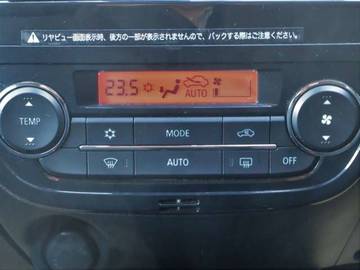 リヤビュー画面表示時、後方の一部が表示されませんので、バックする際はご注意ください。
23.5 AUTO
TEMP MODE
AUTO OFF